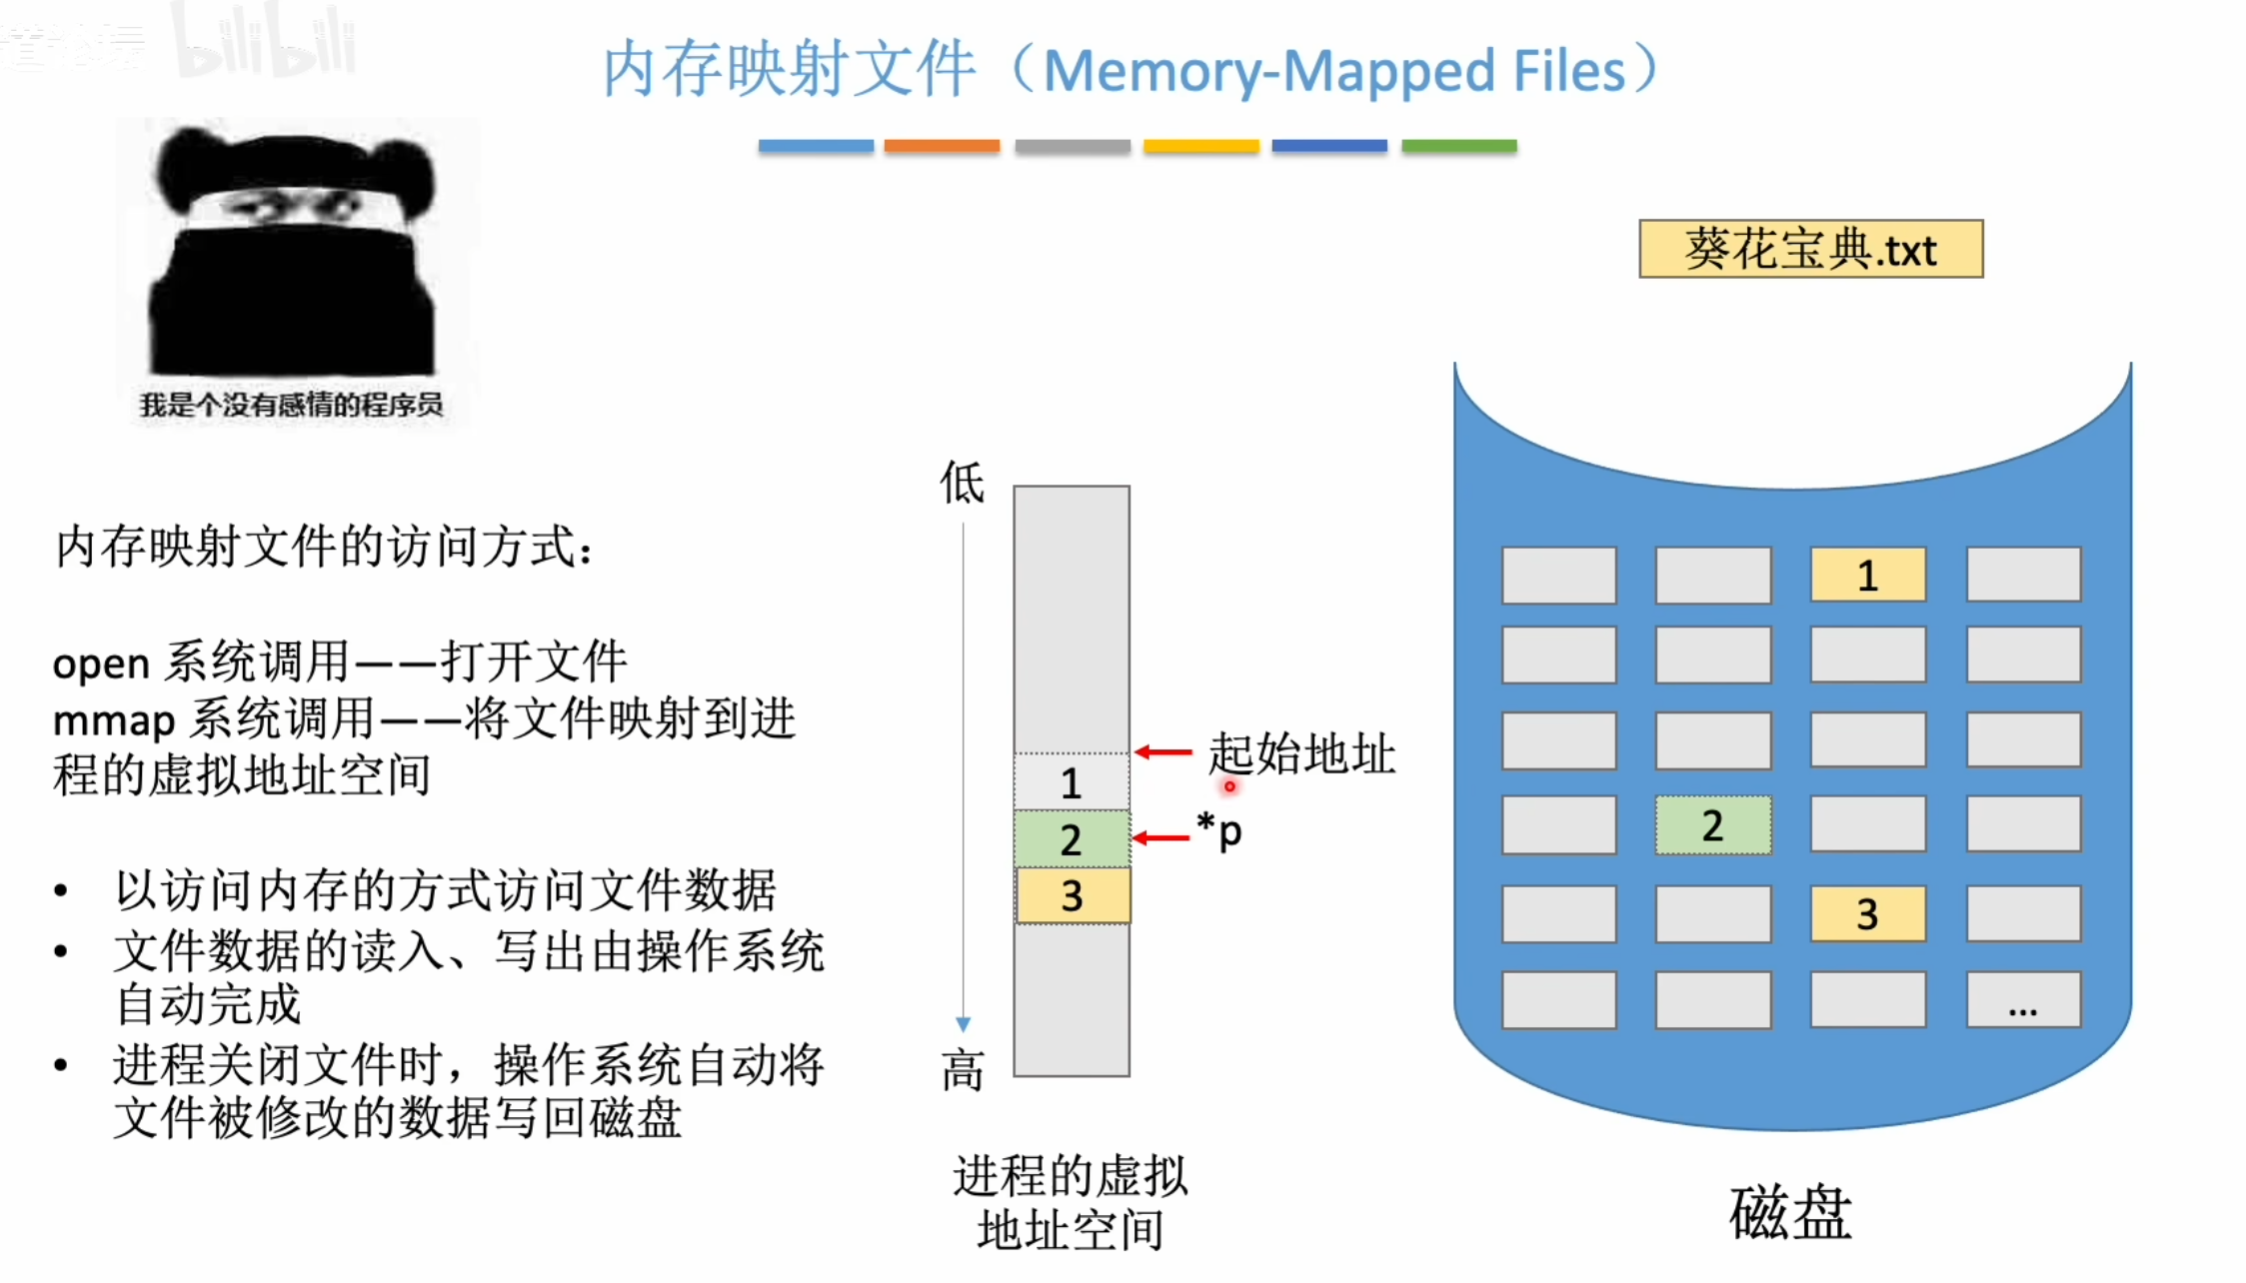 bilibili
内存映射文件（Memory-Mapped Files）
我是个没有感情的程序员
葵花宝典.txt
内存映射文件的访问方式：
open 系统调用——打开文件
mmap 系统调用——将文件映射到进
程的虚拟地址空间
• 以访问内存的方式访问文件数据
• 文件数据的读入、写出由操作系统
自动完成
• 进程关闭文件时，操作系统自动将
文件被修改的数据写回磁盘
低
起始地址
1
2
*p
3
高
进程的虚拟
地址空间
1
2
3
...
磁盘